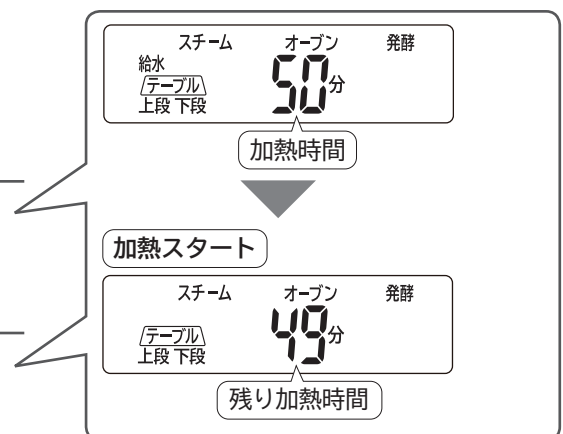 スチーム オーブン 発酵
給水
テーブル 50分
上段 下段
加熱時間
加熱スタート
スチーム オーブン 発酵
テーブル 49分
上段 下段
残り加熱時間